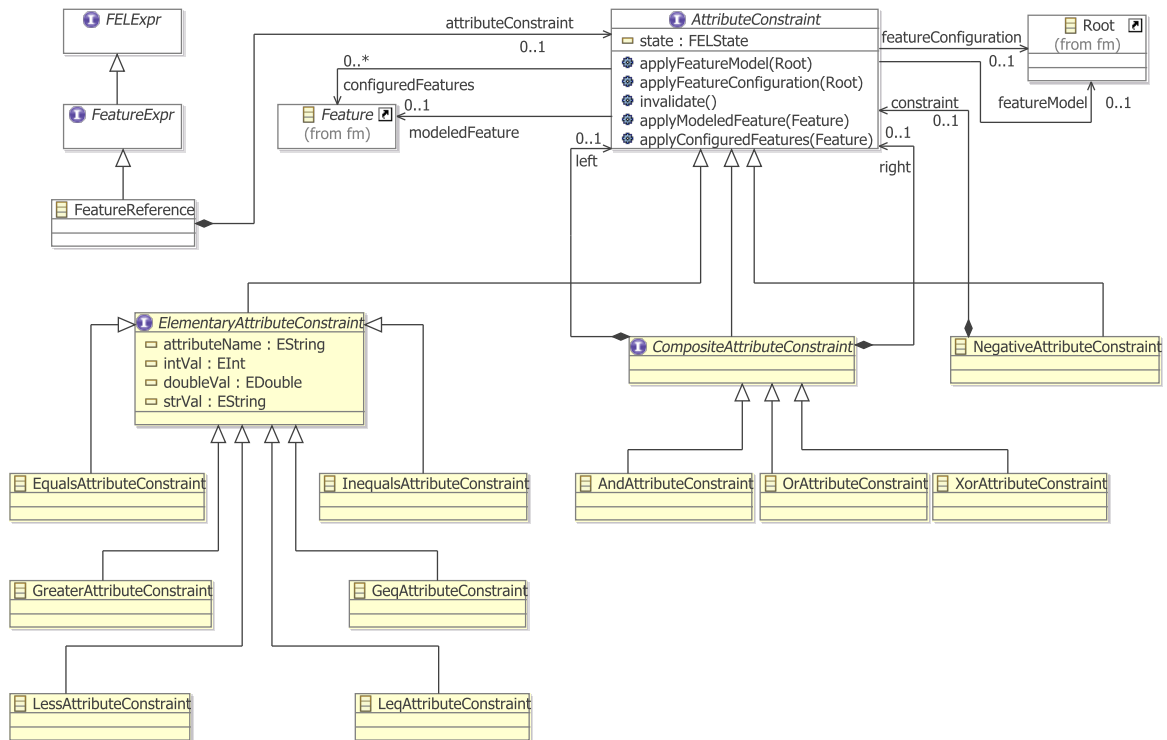 FELExpr
FeatureExpr
FeatureReference
attributeConstraint
0..1
0..*
configuredFeatures
0..1
modeledFeature
Feature
(from fm)
AttributeConstraint
state : FELState
applyFeatureModel(Root)
applyFeatureConfiguration(Root)
invalidate()
applyModeledFeature(Feature)
applyConfiguredFeatures(Feature)
featureConfiguration
0..1
Root
(from fm)
featureModel
0..1
constraint
0..1
0..1
right
0..1
left
ElementaryAttributeConstraint
attributeName : EString
intVal : EInt
doubleVal : EDouble
strVal : EString
CompositeAttributeConstraint
NegativeAttributeConstraint
EqualsAttributeConstraint
InequalsAttributeConstraint
AndAttributeConstraint
OrAttributeConstraint
XorAttributeConstraint
GreaterAttributeConstraint
GeqAttributeConstraint
LessAttributeConstraint
LeqAttributeConstraint